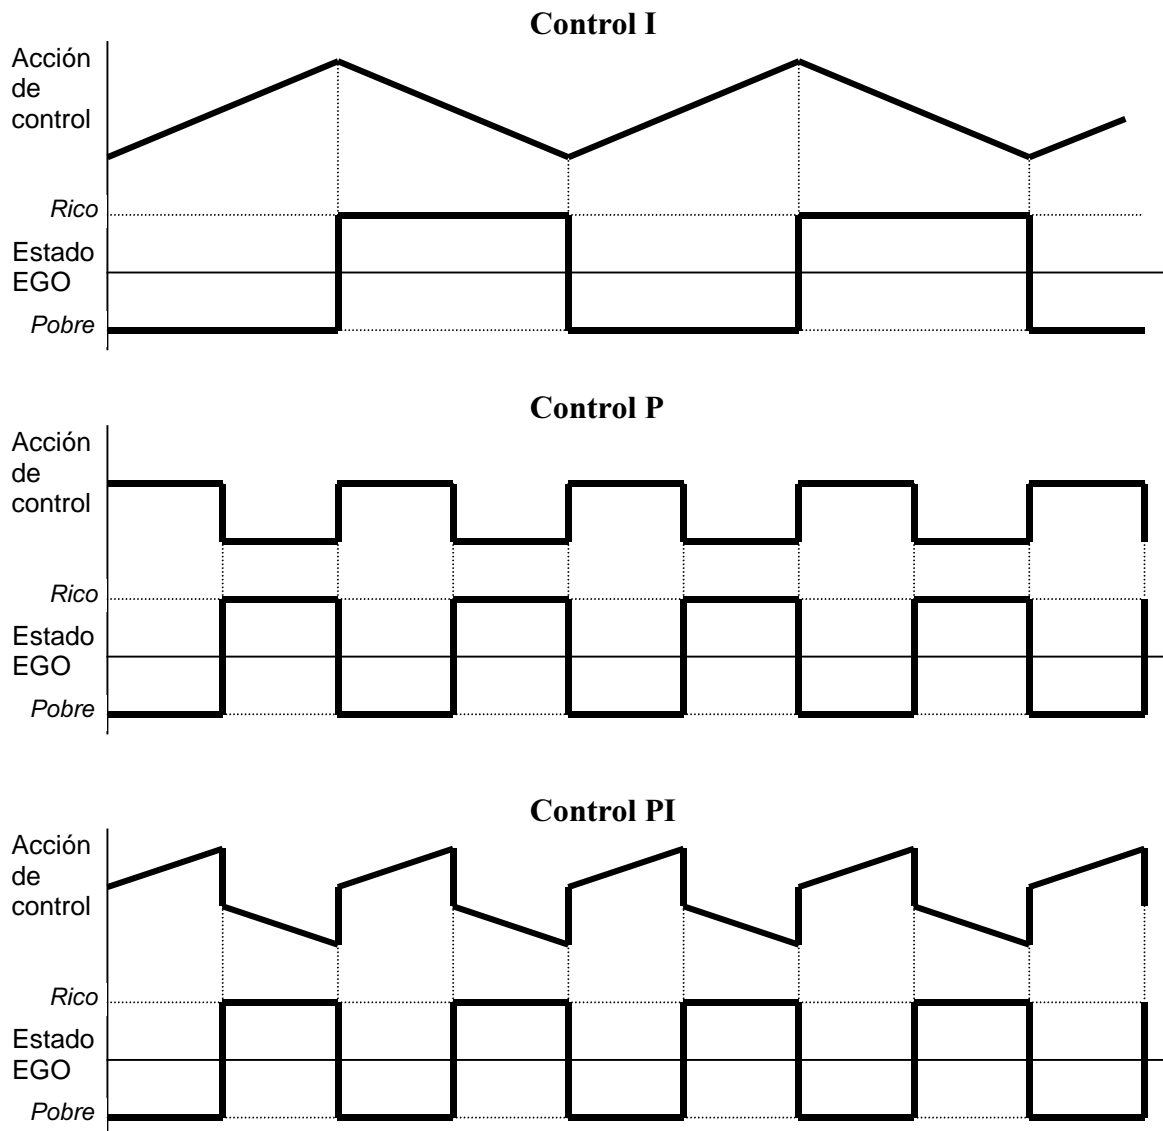 Control I
Acción
de
control
Rico
Estado
EGO
Pobre
Control P
Acción
de
control
Rico
Estado
EGO
Pobre
Control PI
Acción
de
control
Rico
Estado
EGO
Pobre